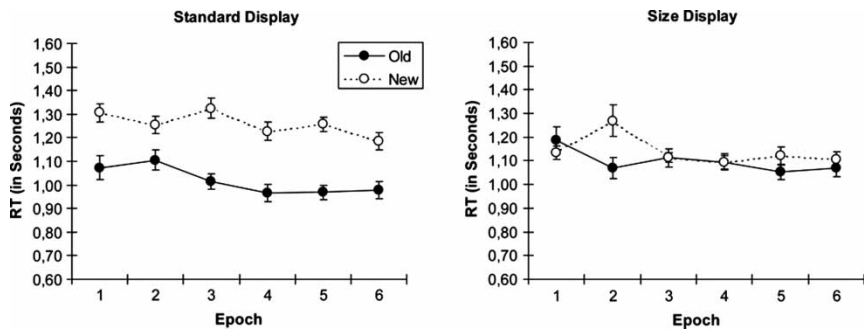 Standard Display
1,60
1,50
1,40
1,30
1,20
1,10
1,00
0,90
0,80
0,70
0,60
RT (in Seconds)
1 2 3 4 5 6
Epoch
Old
New
Size Display
1,60
1,50
1,40
1,30
1,20
1,10
1,00
0,90
0,80
0,70
0,60
RT (in Seconds)
1 2 3 4 5 6
Epoch